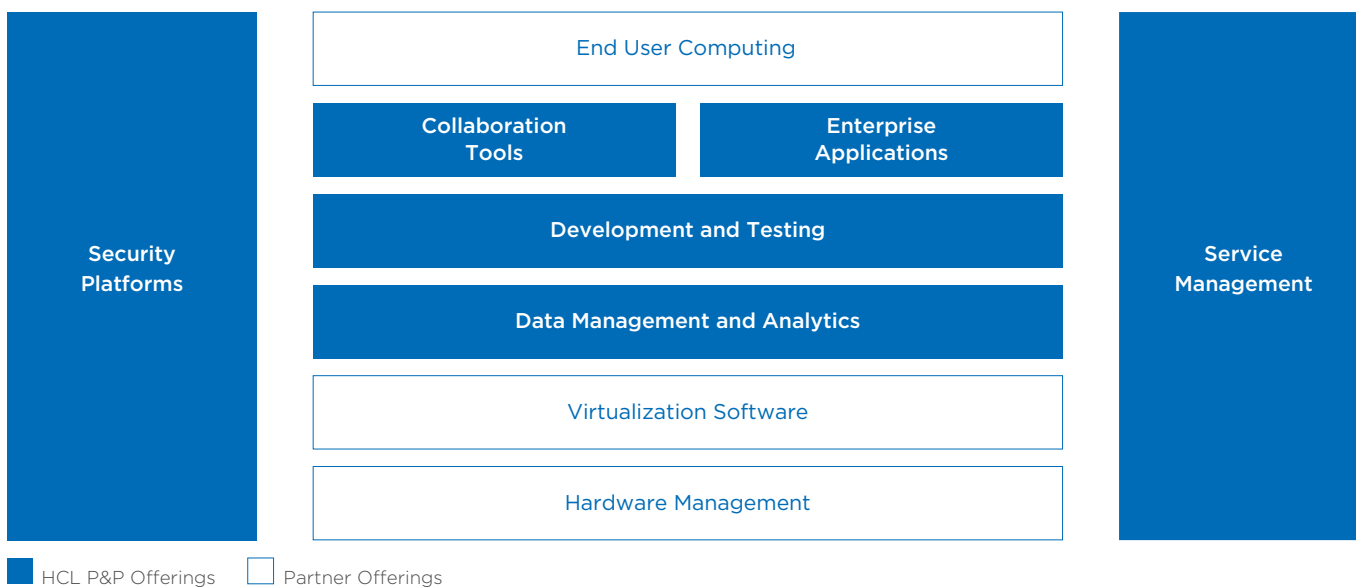 Security
Platforms
End User Computing
Collaboration
Tools
Enterprise
Applications
Development and Testing
Data Management and Analytics
Virtualization Software
Hardware Management
Service
Management
HCL P&P Offerings
Partner Offerings